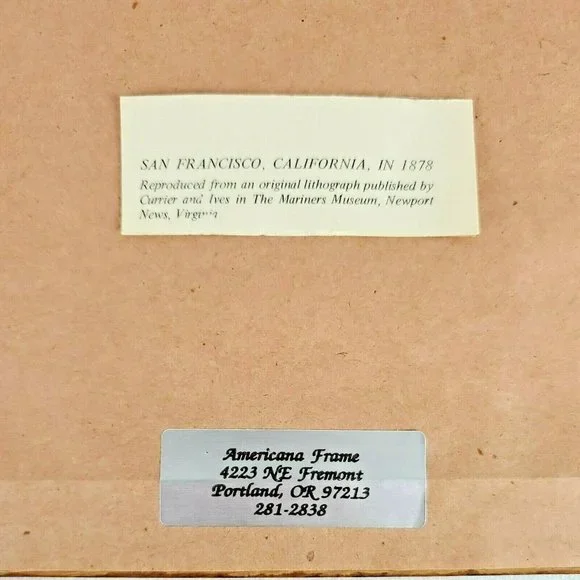 SAN FRANCISCO, CALIFORNIA, IN 1878
Reproduced from an original lithograph published by
Currier and Ives in The Mariners Museum, Newport
News, Virginia
Americana Frame
4223 NE Fremont
Portland, OR 97213
281-2838